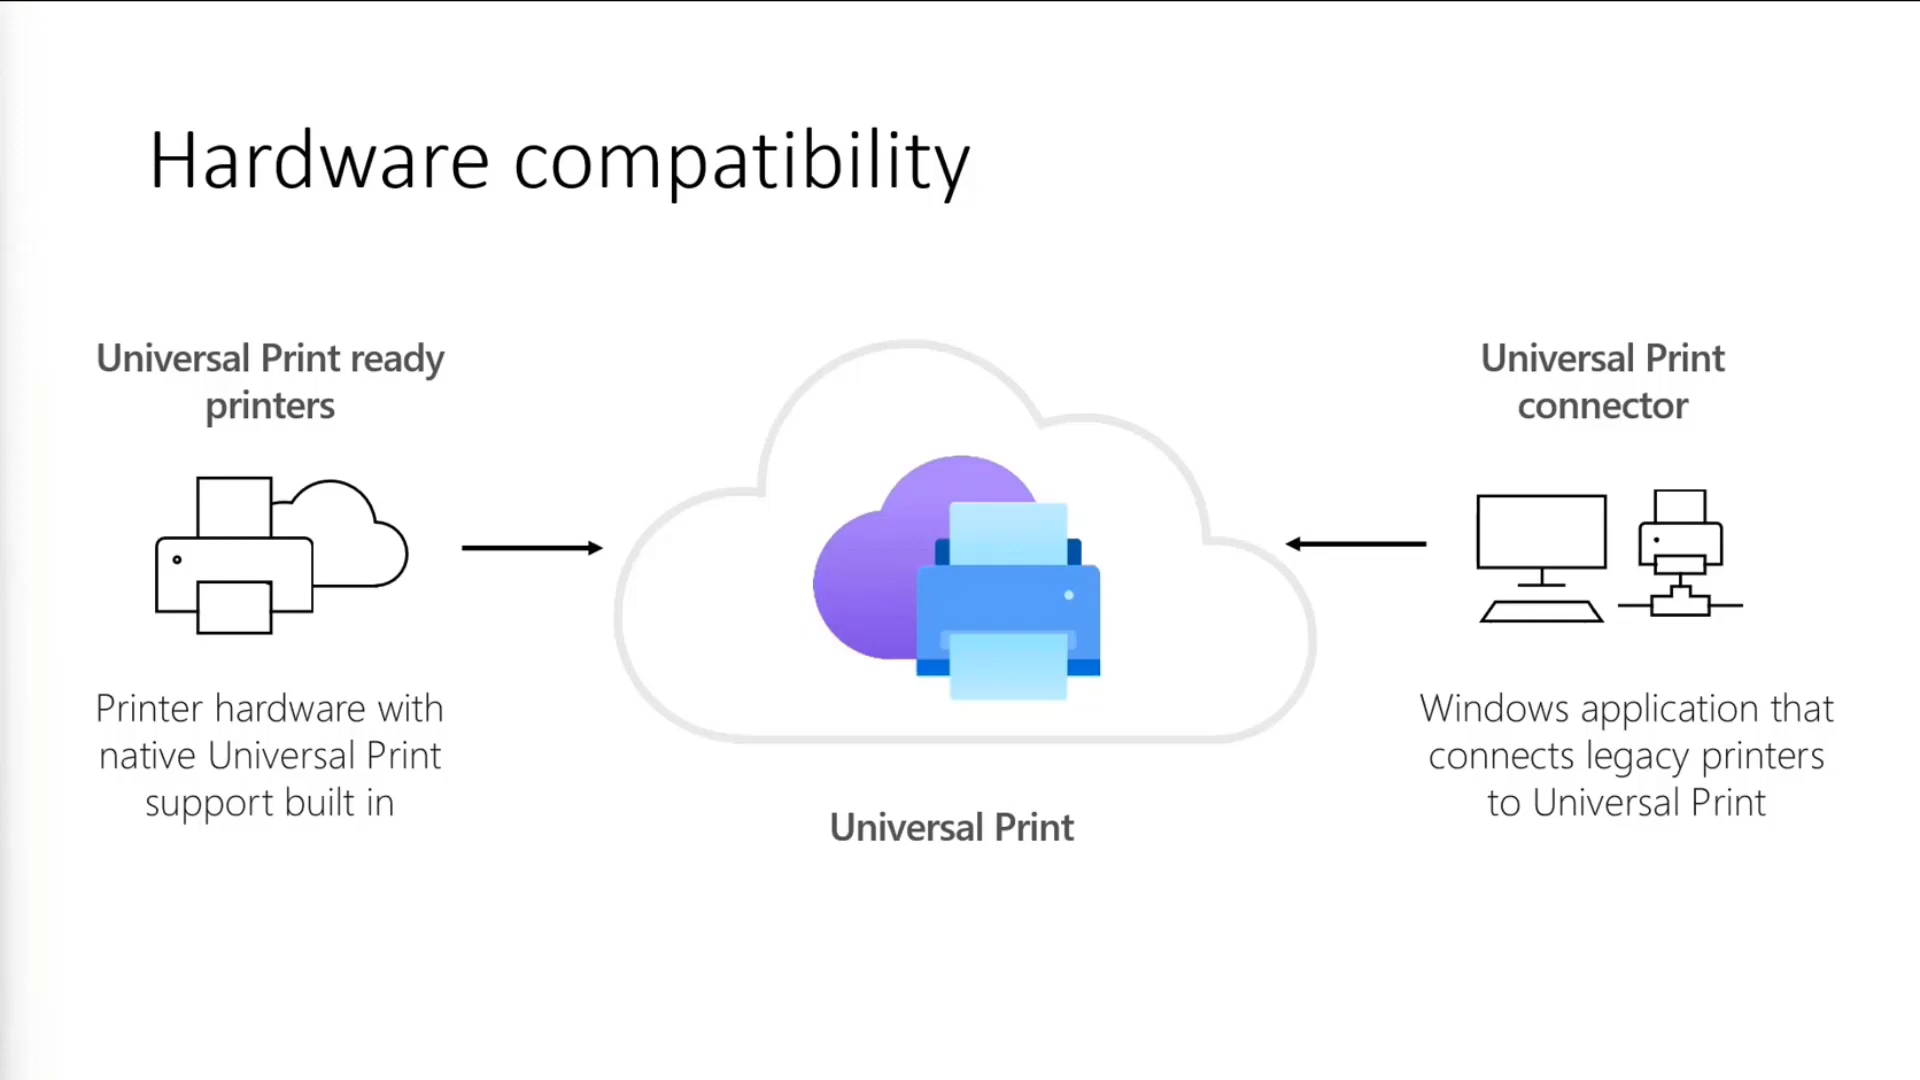 Hardware compatibility
Universal Print ready
printers
Printer hardware with
native Universal Print
support built in
Universal Print
Universal Print
connector
Windows application that
connects legacy printers
to Universal Print